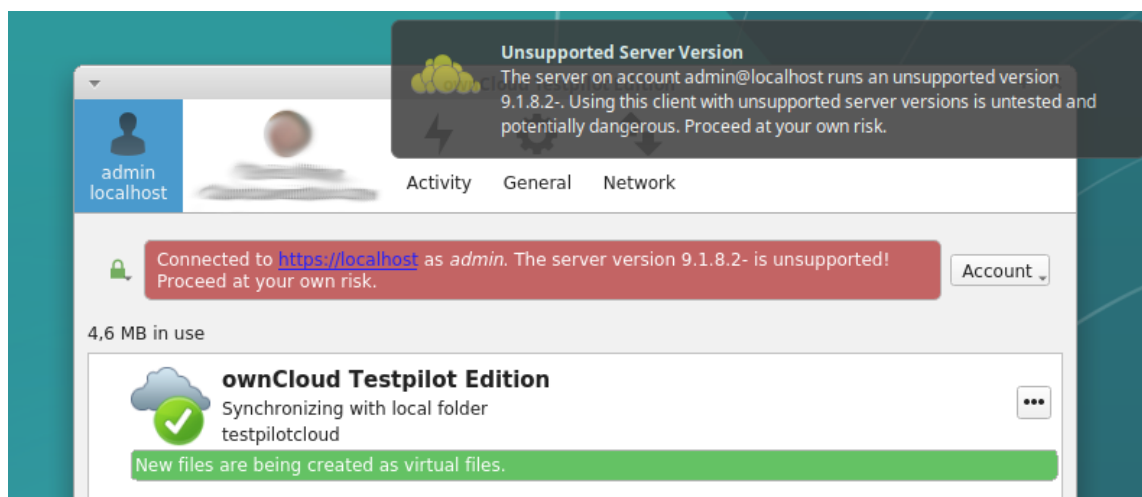 Unsupported Server Version
The server on account admin@localhost runs an unsupported version
9.1.8.2-. Using this client with unsupported server versions is untested and
potentially dangerous. Proceed at your own risk.
ownCloud Testpilot Edition
admin
localhost
Activity
General
Network
Connected to https://localhost as admin. The server version 9.1.8.2- is unsupported!
Proceed at your own risk.
Account
4,6 MB in use
ownCloud Testpilot Edition
Synchronizing with local folder
testpilotcloud
New files are being created as virtual files.